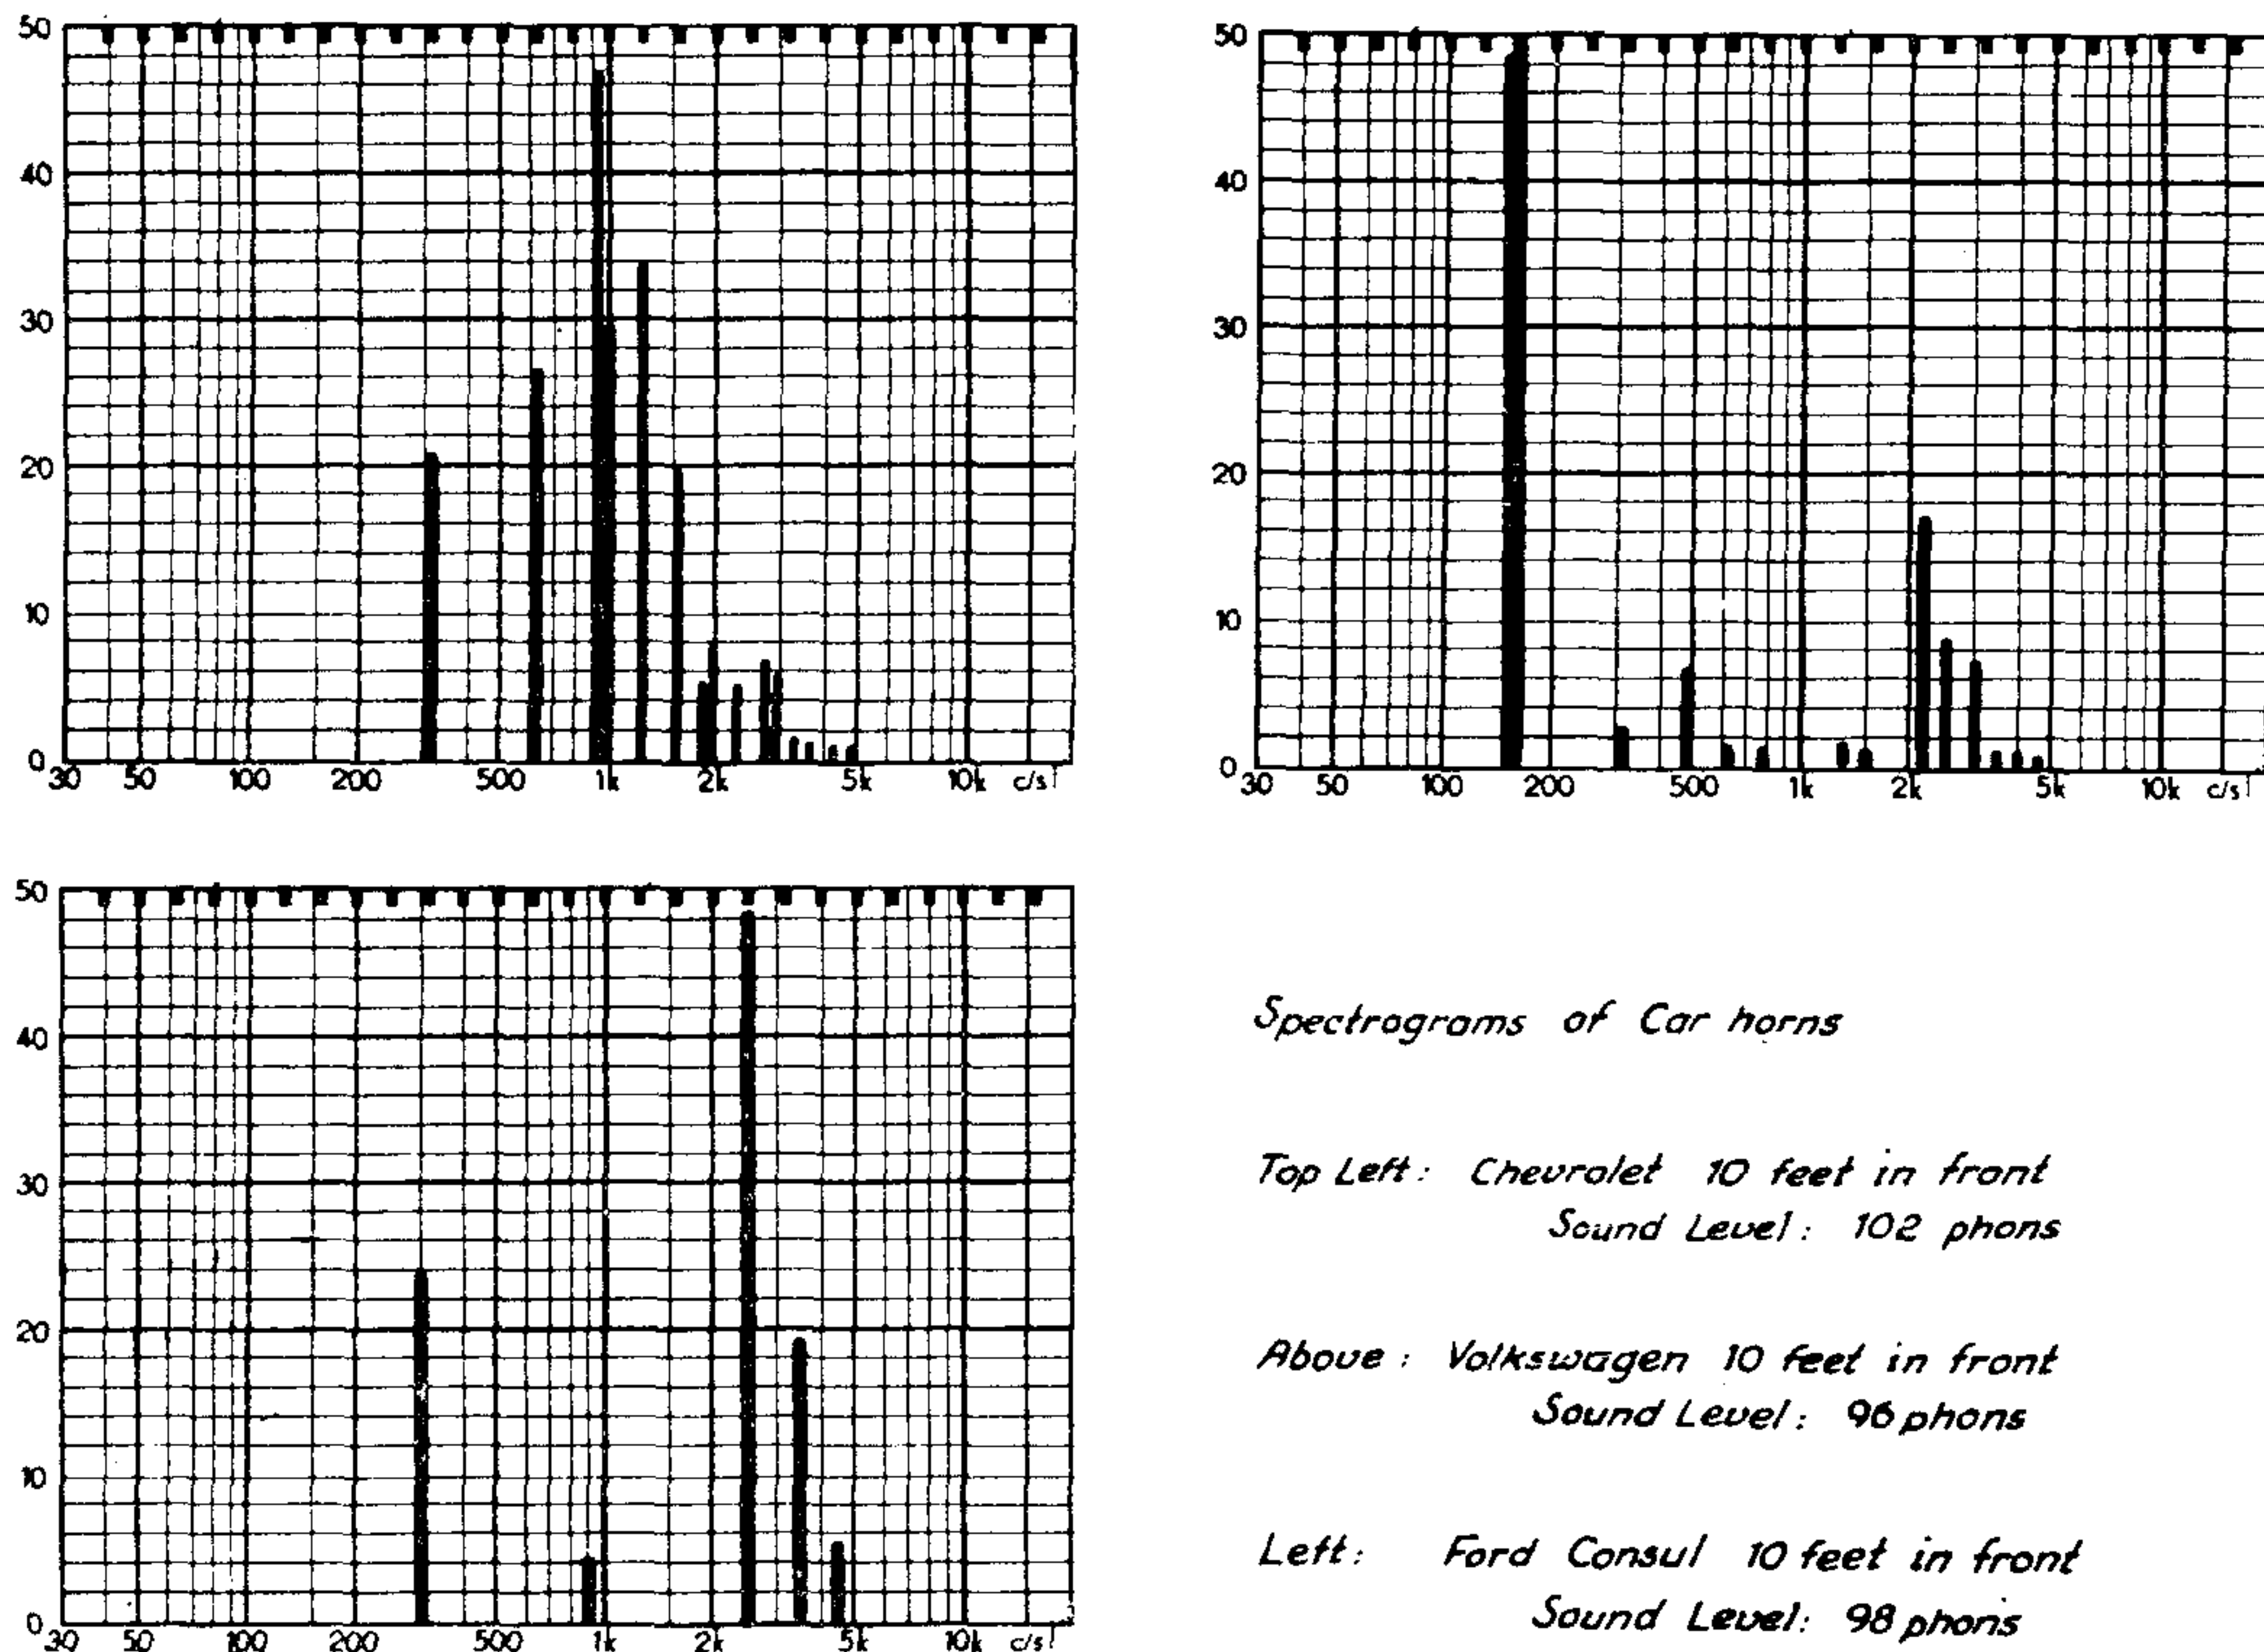 50
40
30
20
10
0
30 50 100 200 500 1k 2k 5k 10k c/s
50
40
30
20
10
0
30 50 100 200 500 1k 2k 5k 10k c/s
50
40
30
20
10
0
30 50 100 200 500 1k 2k 5k 10k c/s
Spectrograms of Car horns
Top Left: Chevrolet 10 feet in front
Sound Level: 102 phons
Above: Volkswagen 10 feet in front
Sound Level: 96 phons
Left: Ford Consul 10 feet in front
Sound Level: 98 phons